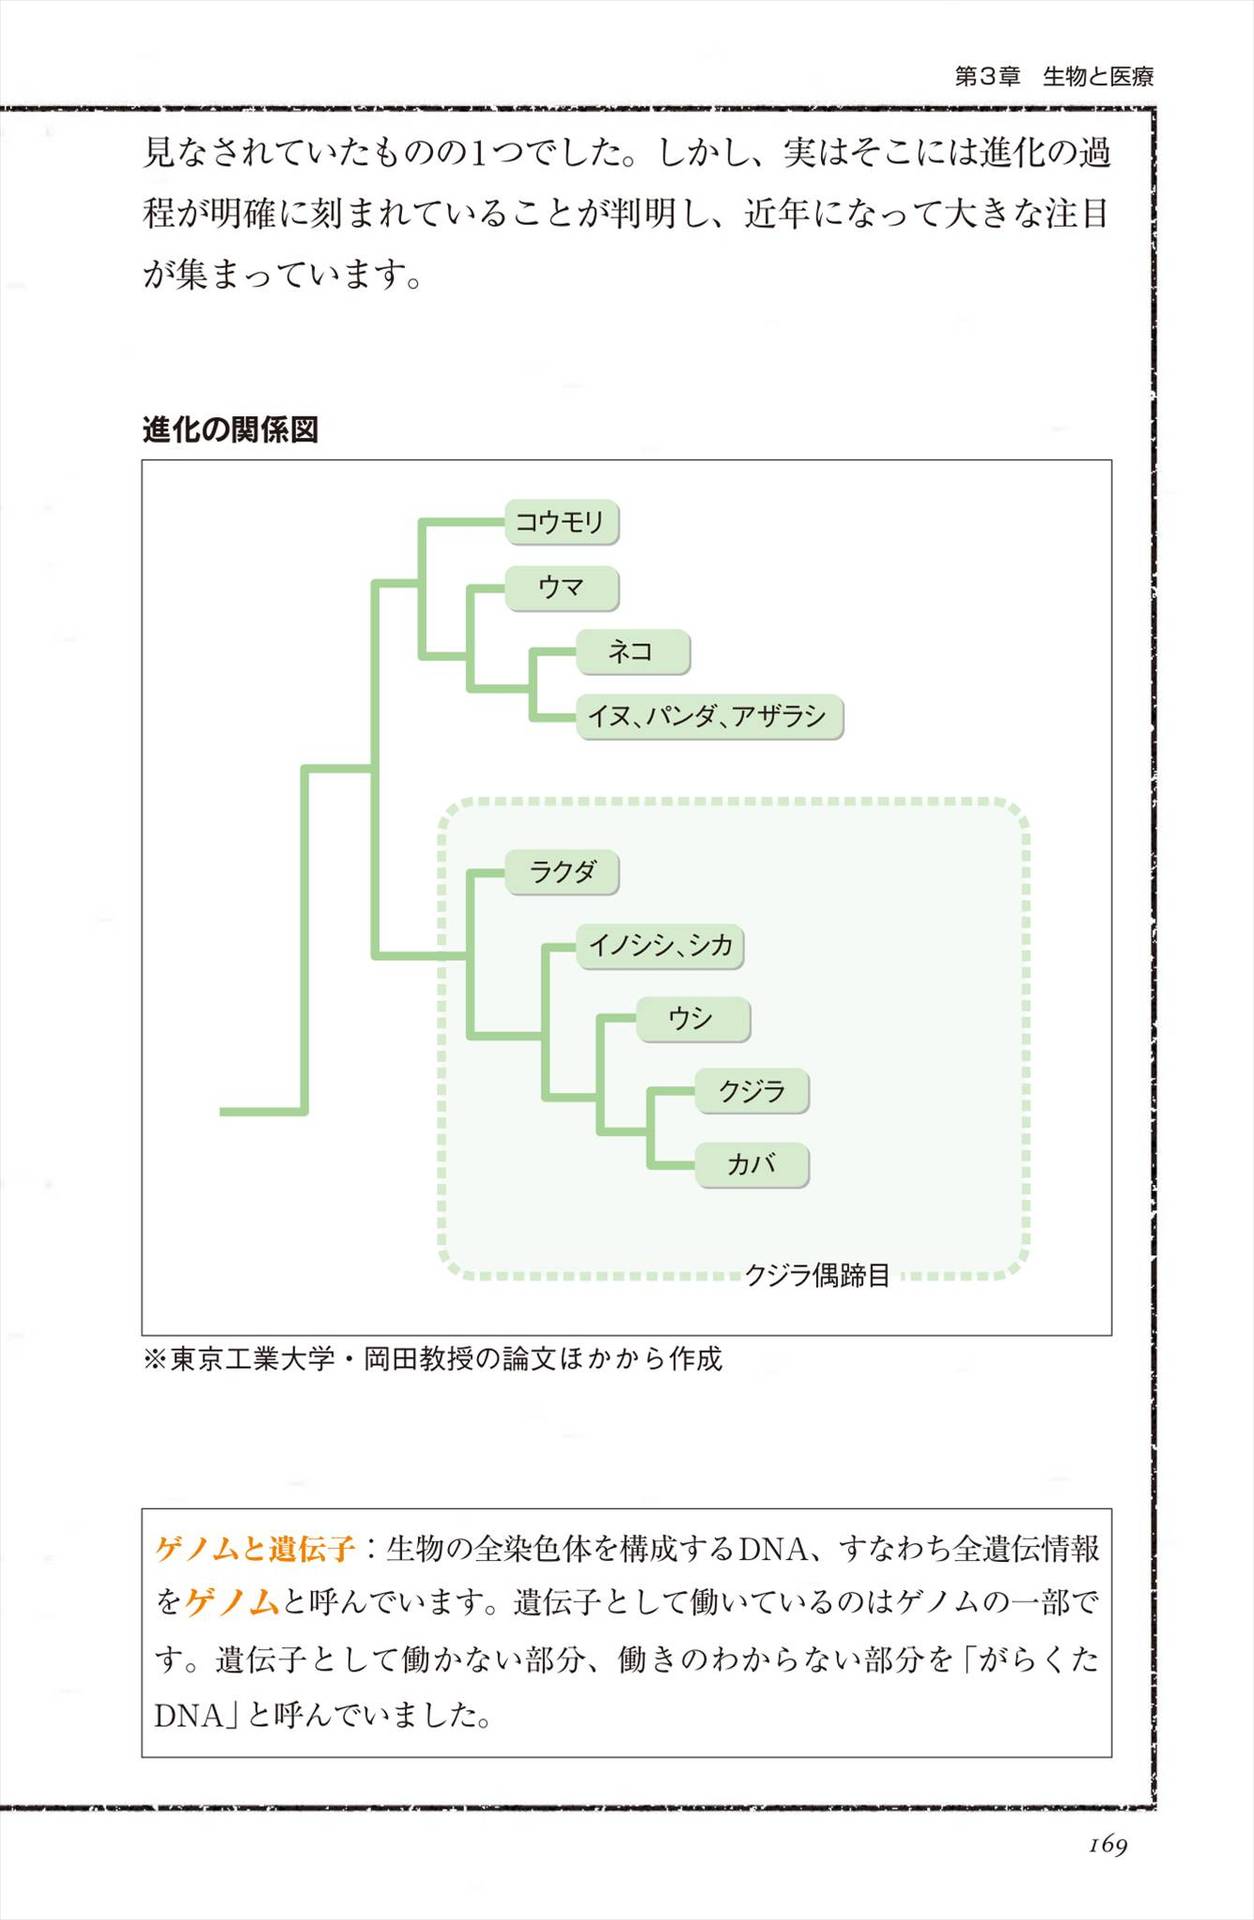 第3章　生物と医療
見なされていたものの1つでした。しかし、実はそこには進化の過
程が明確に刻まれていることが判明し、近年になって大きな注目
が集まっています。
進化の関係図
コウモリ
ウマ
ネコ
イヌ、パンダ、アザラシ
ラクダ
イノシシ、シカ
ウシ
クジラ
カバ
クジラ偶蹄目
※東京工業大学・岡田教授の論文ほかから作成
ゲノムと遺伝子：生物の全染色体を構成するDNA、すなわち全遺伝情報
をゲノムと呼んでいます。遺伝子として働いているのはゲノムの一部で
す。遺伝子として働かない部分、働きのわからない部分を「がらくた
DNA」と呼んでいました。
169